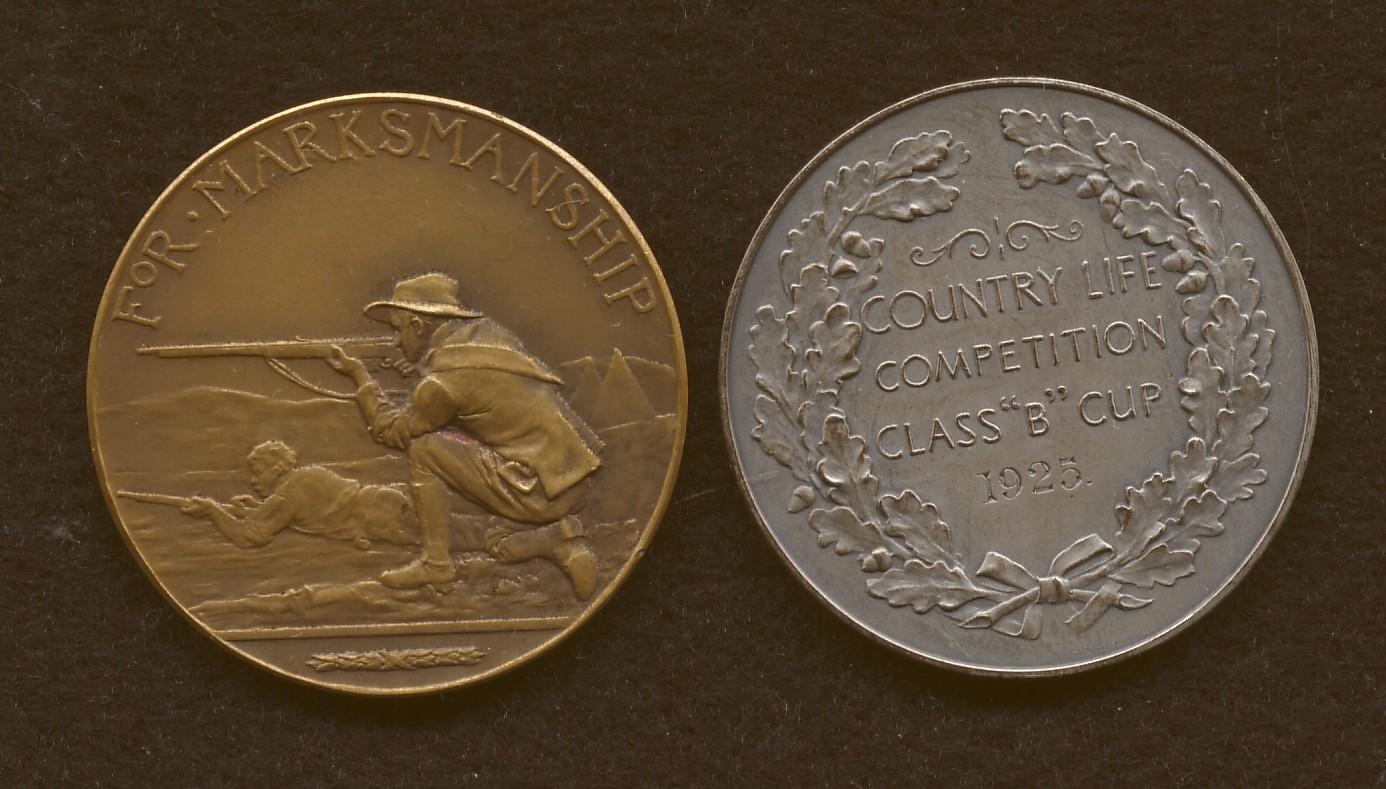 FOR · MARKSMANSHIP
COUNTRY LIFE
COMPETITION
CLASS "B" CUP
1925.